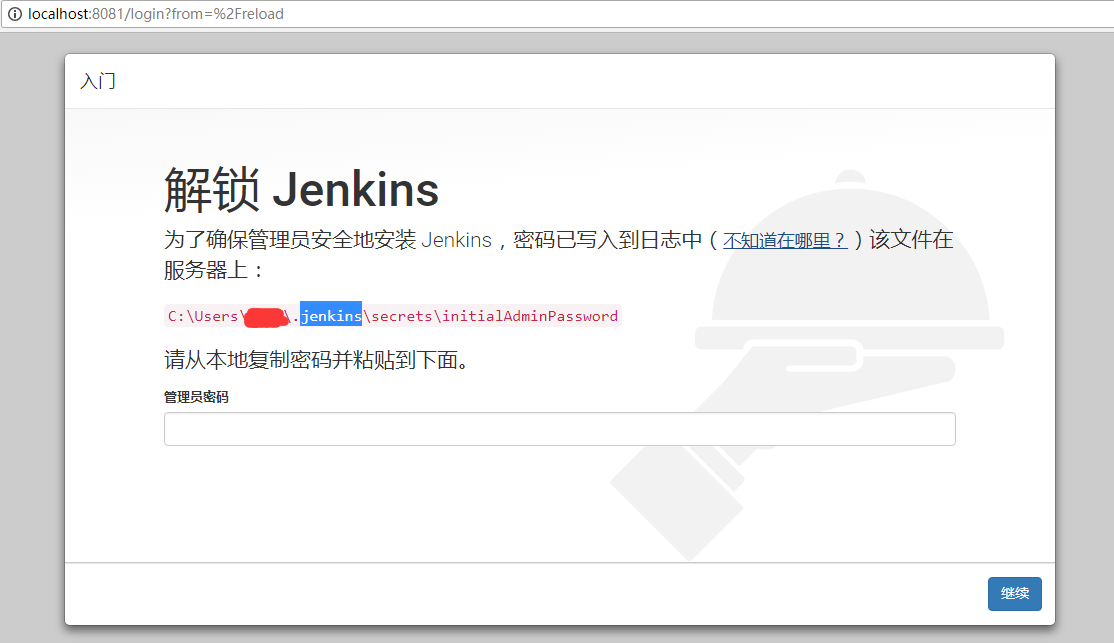 localhost:8081/login?from=%2Freload
入门
解锁 Jenkins
为了确保管理员安全地安装 Jenkins，密码已写入到日志中（不知道在哪里？）该文件在
服务器上：
C:\Users\ \.jenkins\secrets\initialAdminPassword
请从本地复制密码并粘贴到下面。
管理员密码
继续